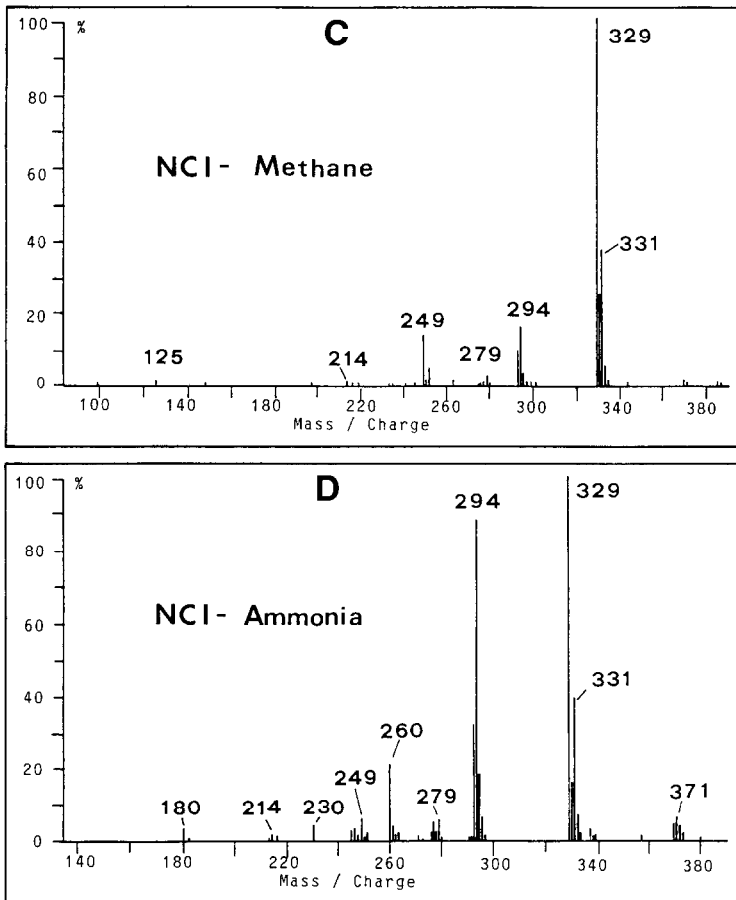 100 % C 329
80
NCI- Methane
60
40 331
20 249 294
125 214 279
0
100 140 180 220 260 300 340 380
Mass / Charge
100 % D 329
294
80
NCI- Ammonia
60
40 331
260
20 249
180 214 230 279 371
0
140 180 220 260 300 340 380
Mass / Charge